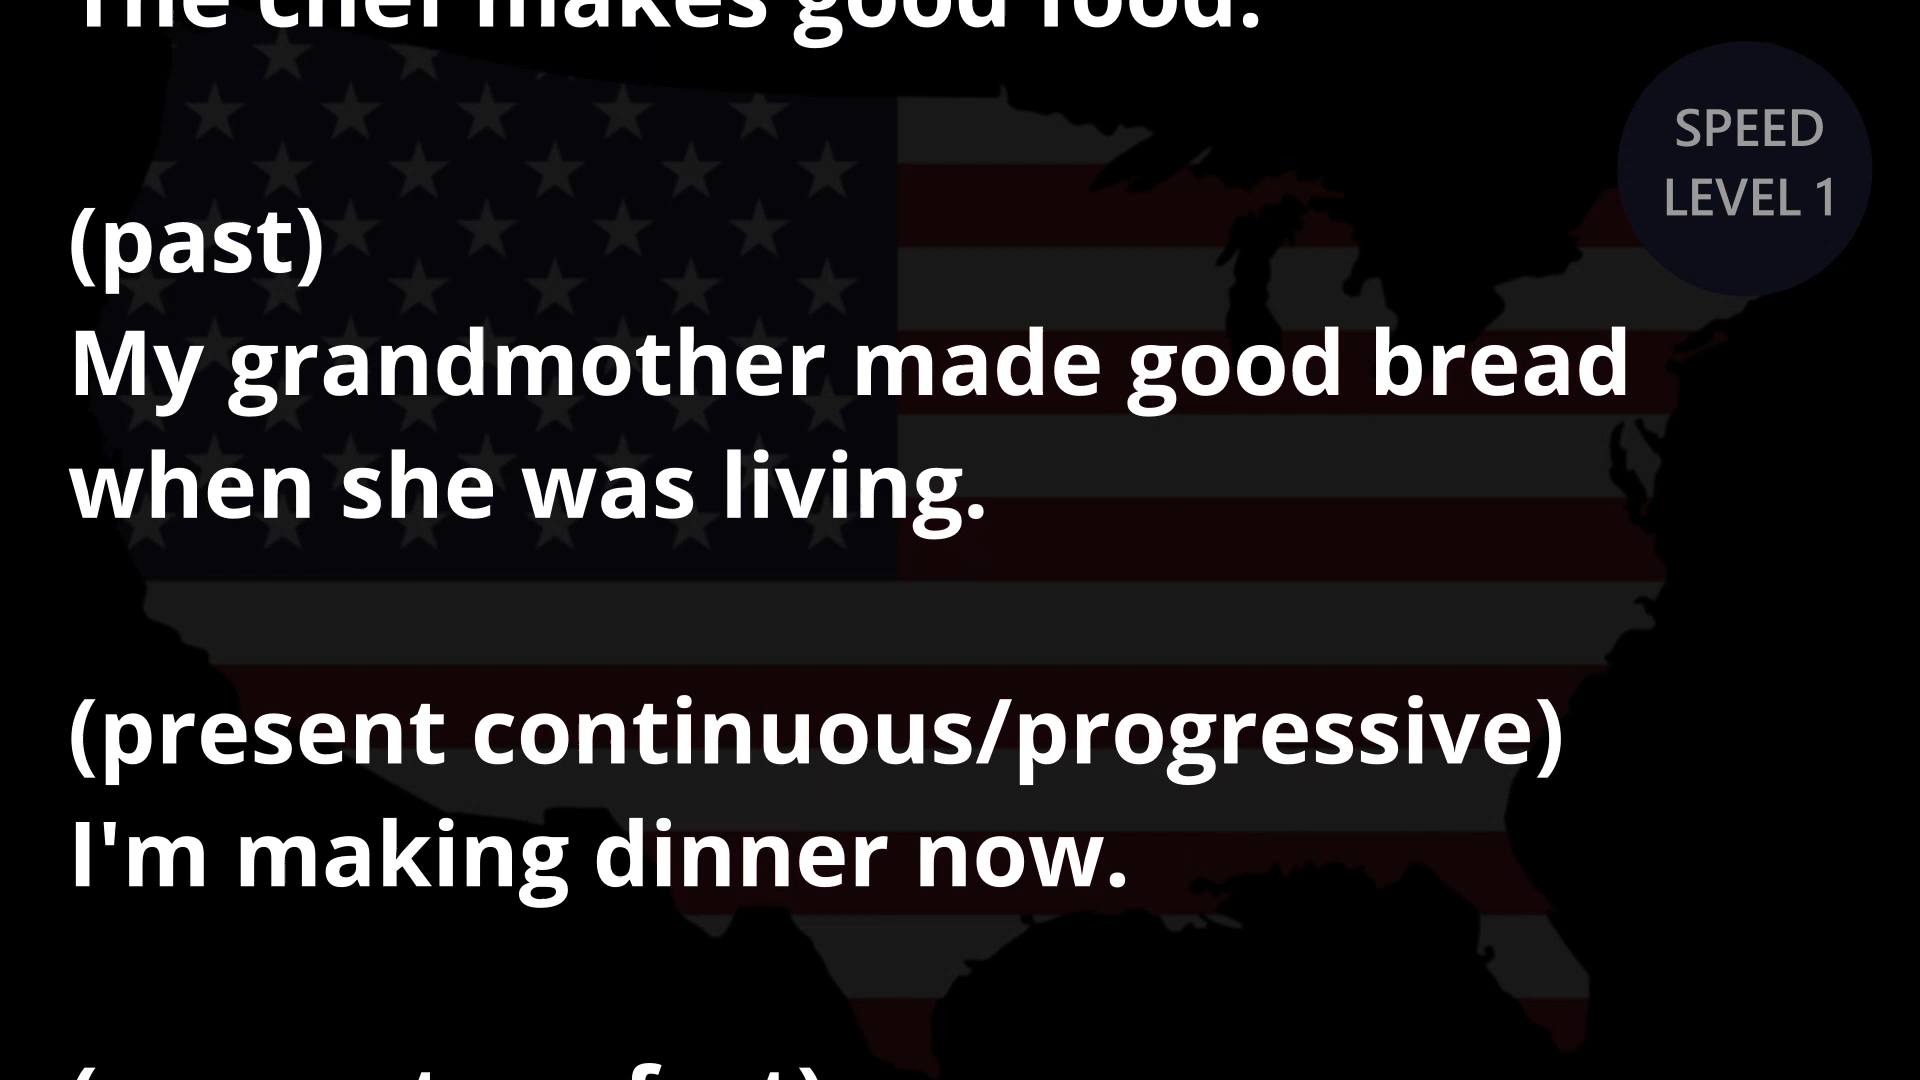 The chef makes good food.
SPEED
LEVEL 1
(past)
My grandmother made good bread
when she was living.
(present continuous/progressive)
I'm making dinner now.